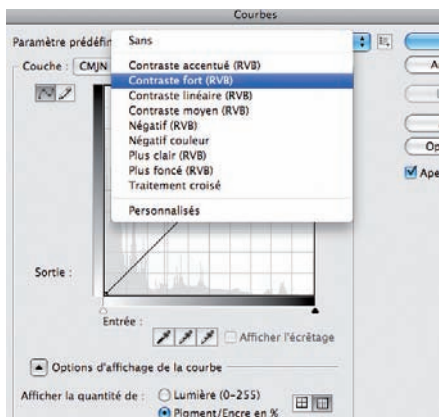 Courbes
Paramètre prédéfin
Sans
Couche : CMJN
Contraste accentué (RVB)
Contraste fort (RVB)
Contraste linéaire (RVB)
Contraste moyen (RVB)
Négatif (RVB)
Négatif couleur
Plus clair (RVB)
Plus foncé (RVB)
Traitement croisé
Personnalisés
A
Op
Ape
Sortie :
Entrée :
Afficher l'écrêtage
Options d'affichage de la courbe
Afficher la quantité de : Lumière (0-255)
Pigment/Encre en %